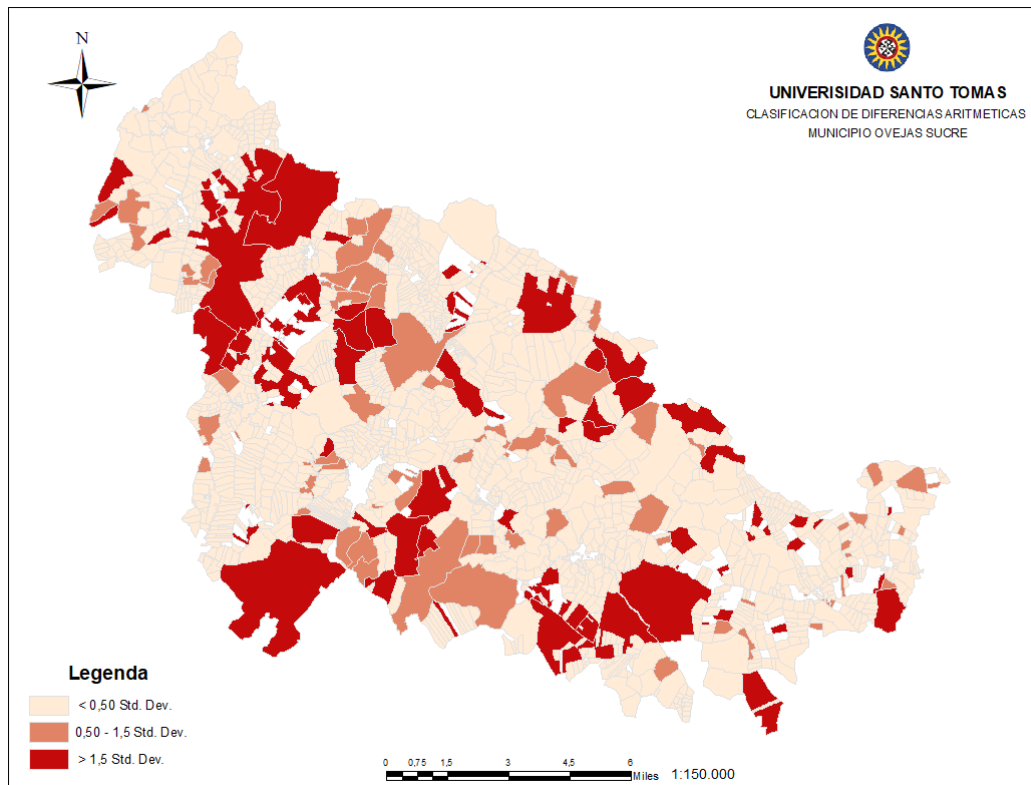 N
UNIVERISIDAD SANTO TOMAS
CLASIFICACION DE DIFERENCIAS ARITMETICAS
MUNICIPIO OVEJAS SUCRE
Legenda
< 0,50 Std. Dev.
0,50 - 1,5 Std. Dev.
> 1,5 Std. Dev.
0 0,75 1,5 3 4,5 6
Miles 1:150.000